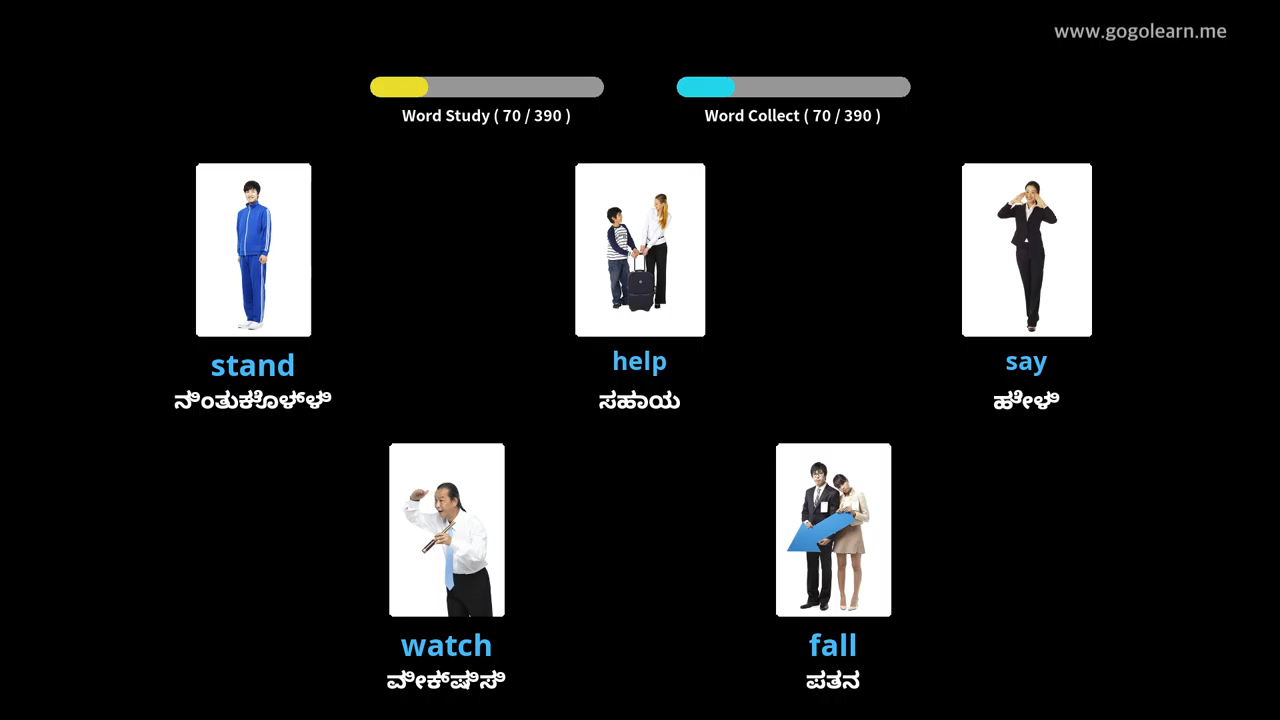 www.gogolearn.me
Word Study ( 70 / 390 )
Word Collect ( 70 / 390 )
stand
ನಿಂತುಕೊಳ್ಳಿ
help
ಸಹಾಯ
say
ಹೇಳಿ
watch
ವೀಕ್ಷಿಸಿ
fall
ಪತನ